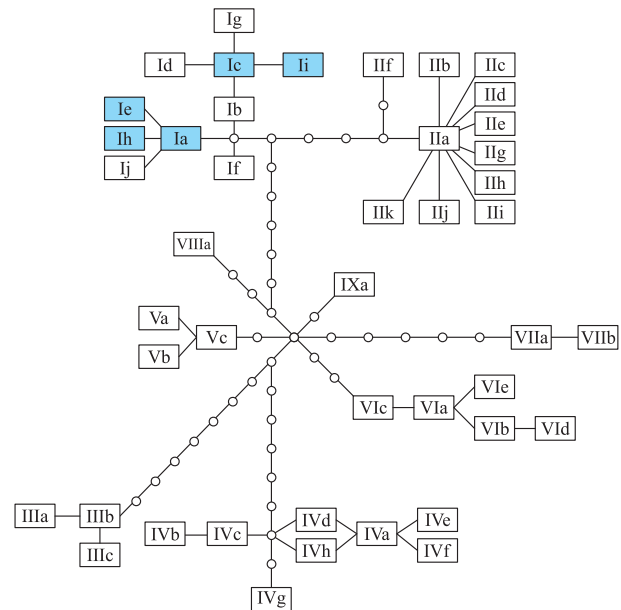 Ig
Id Ic Ii IIf IIb IIc
IId
Ie Ib IIe
Ih Ia IIa IIg
Ij If IIh
IIk IIj IIi
VIIIa
IXa
Va
Vc VIIa VIIb
Vb
VIe
VIc VIa
VIb VId
IIIa IIIb IVd IVe
IVb IVc IVa
IIIc IVh IVf
IVg